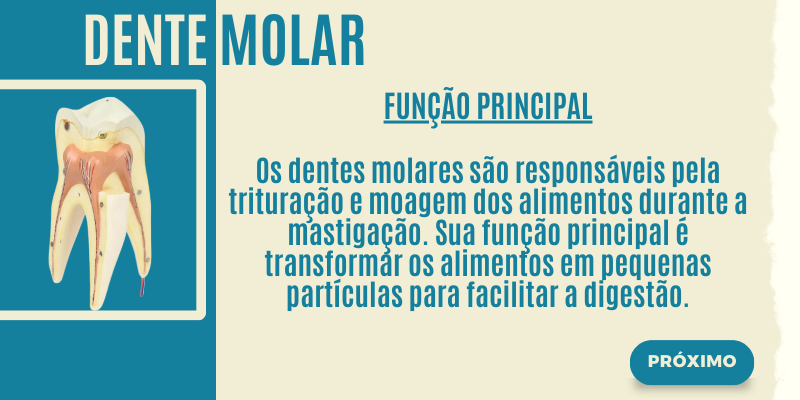 DENTE MOLAR
FUNÇÃO PRINCIPAL
Os dentes molares são responsáveis pela
trituração e moagem dos alimentos durante a
mastigação. Sua função principal é
transformar os alimentos em pequenas
partículas para facilitar a digestão.
PRÓXIMO